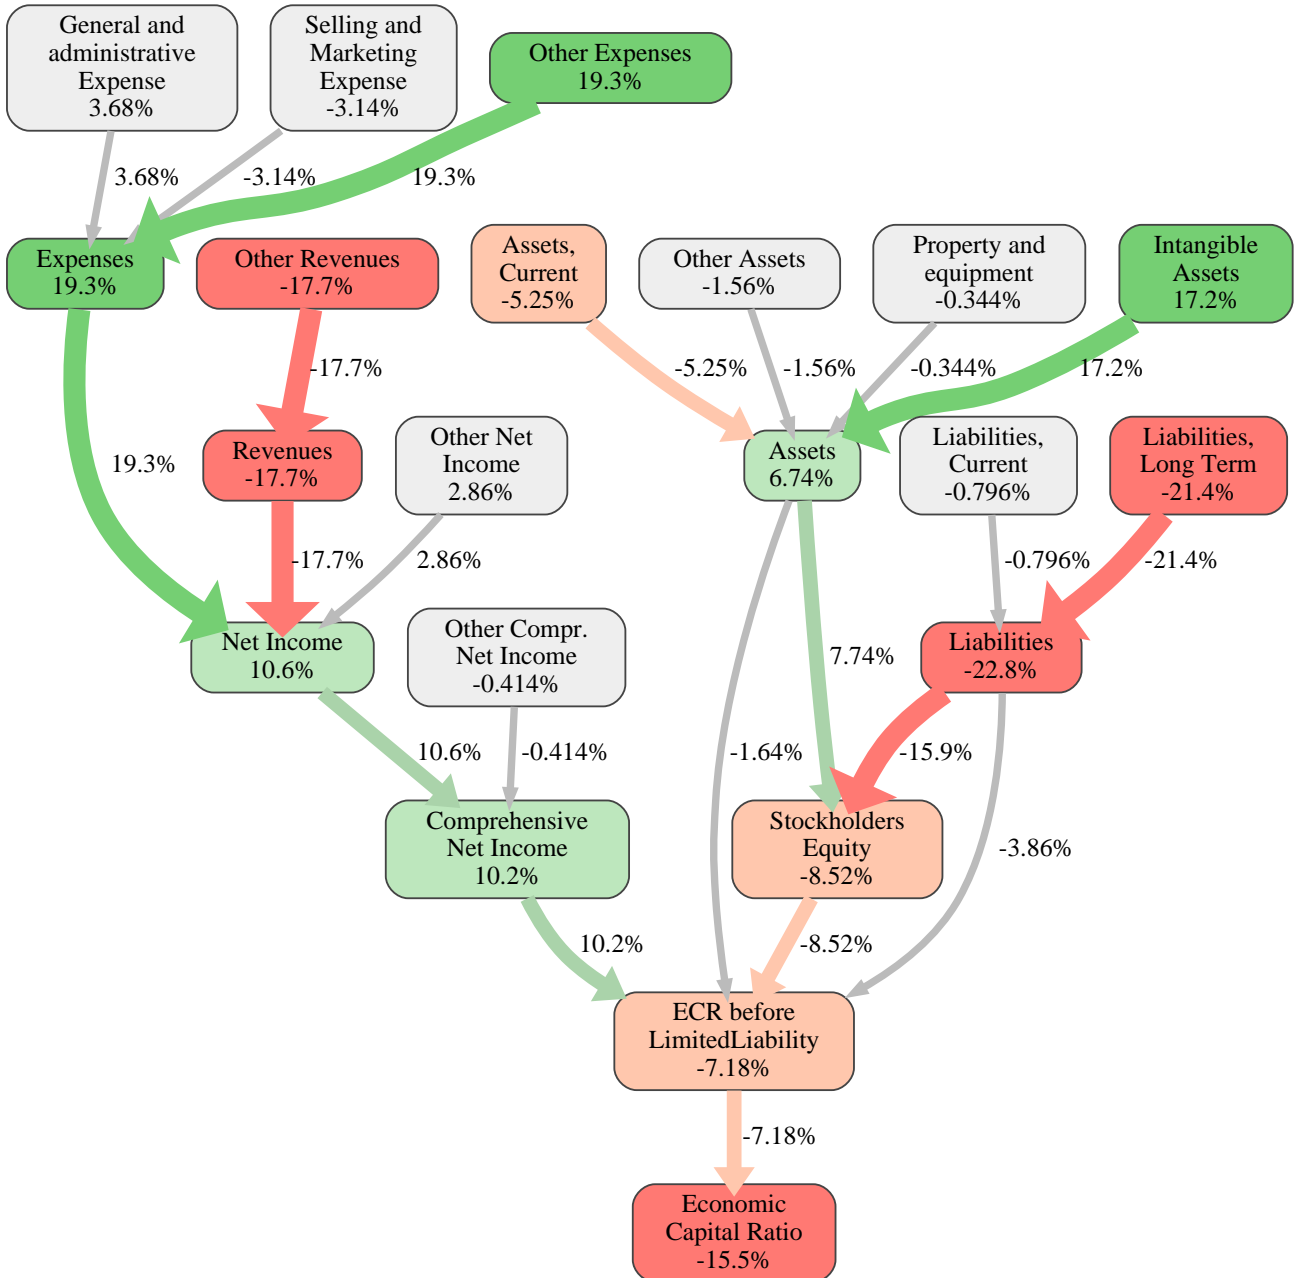 General and
administrative
Expense
3.68%
Selling and
Marketing
Expense
-3.14%
Other Expenses
19.3%
3.68%
-3.14%
19.3%
Expenses
19.3%
Other Revenues
-17.7%
Assets,
Current
-5.25%
Other Assets
-1.56%
Property and
equipment
-0.344%
Intangible
Assets
17.2%
-17.7%
-5.25%
-1.56%
-0.344%
17.2%
19.3%
Revenues
-17.7%
Other Net
Income
2.86%
Assets
6.74%
Liabilities,
Current
-0.796%
Liabilities,
Long Term
-21.4%
-17.7%
2.86%
-0.796%
-21.4%
Net Income
10.6%
Other Compr.
Net Income
-0.414%
7.74%
Liabilities
-22.8%
10.6%
-0.414%
-1.64%
-15.9%
Comprehensive
Net Income
10.2%
Stockholders
Equity
-8.52%
-3.86%
10.2%
-8.52%
ECR before
LimitedLiability
-7.18%
-7.18%
Economic
Capital Ratio
-15.5%